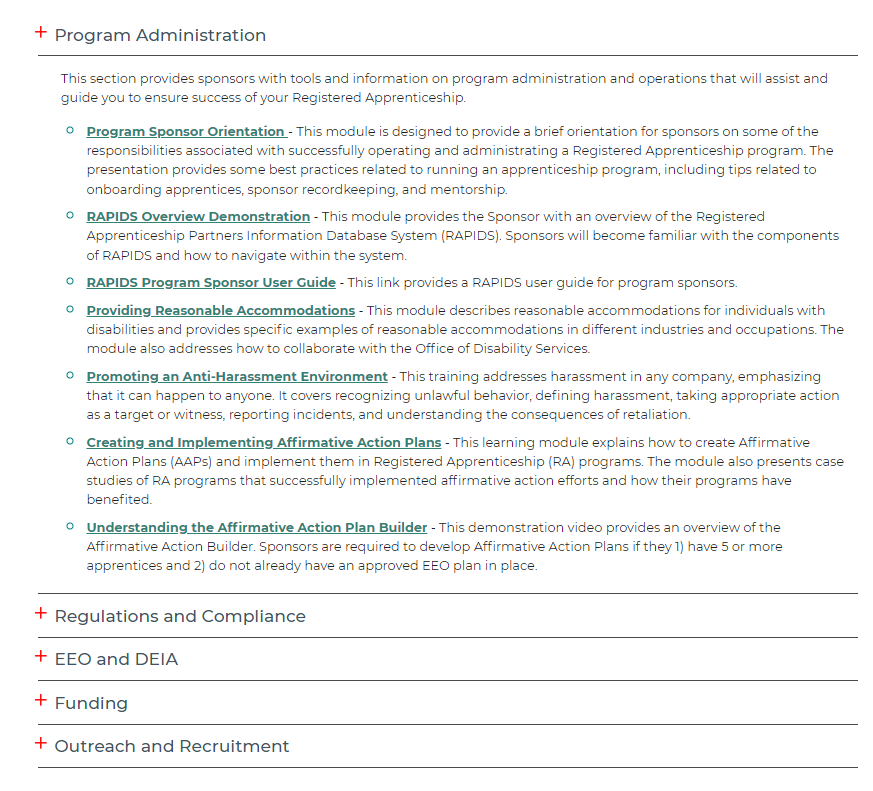 + Program Administration
This section provides sponsors with tools and information on program administration and operations that will assist and
guide you to ensure success of your Registered Apprenticeship.
Program Sponsor Orientation - This module is designed to provide a brief orientation for sponsors on some of the
responsibilities associated with successfully operating and administrating a Registered Apprenticeship program. The
presentation provides some best practices related to running an apprenticeship program, including tips related to
onboarding apprentices, sponsor recordkeeping, and mentorship.
RAPIDS Overview Demonstration - This module provides the Sponsor with an overview of the Registered
Apprenticeship Partners Information Database System (RAPIDS). Sponsors will become familiar with the components
of RAPIDS and how to navigate within the system.
RAPIDS Program Sponsor User Guide - This link provides a RAPIDS user guide for program sponsors.
Providing Reasonable Accommodations - This module describes reasonable accommodations for individuals with
disabilities and provides specific examples of reasonable accommodations in different industries and occupations. The
module also addresses how to collaborate with the Office of Disability Services.
Promoting an Anti-Harassment Environment - This training addresses harassment in any company, emphasizing
that it can happen to anyone. It covers recognizing unlawful behavior, defining harassment, taking appropriate action
as a target or witness, reporting incidents, and understanding the consequences of retaliation.
Creating and Implementing Affirmative Action Plans - This learning module explains how to create Affirmative
Action Plans (AAPs) and implement them in Registered Apprenticeship (RA) programs. The module also presents case
studies of RA programs that successfully implemented affirmative action efforts and how their programs have
benefited.
Understanding the Affirmative Action Plan Builder - This demonstration video provides an overview of the
Affirmative Action Builder. Sponsors are required to develop Affirmative Action Plans if they 1) have 5 or more
apprentices and 2) do not already have an approved EEO plan in place.
+ Regulations and Compliance
+ EEO and DEIA
+ Funding
+ Outreach and Recruitment